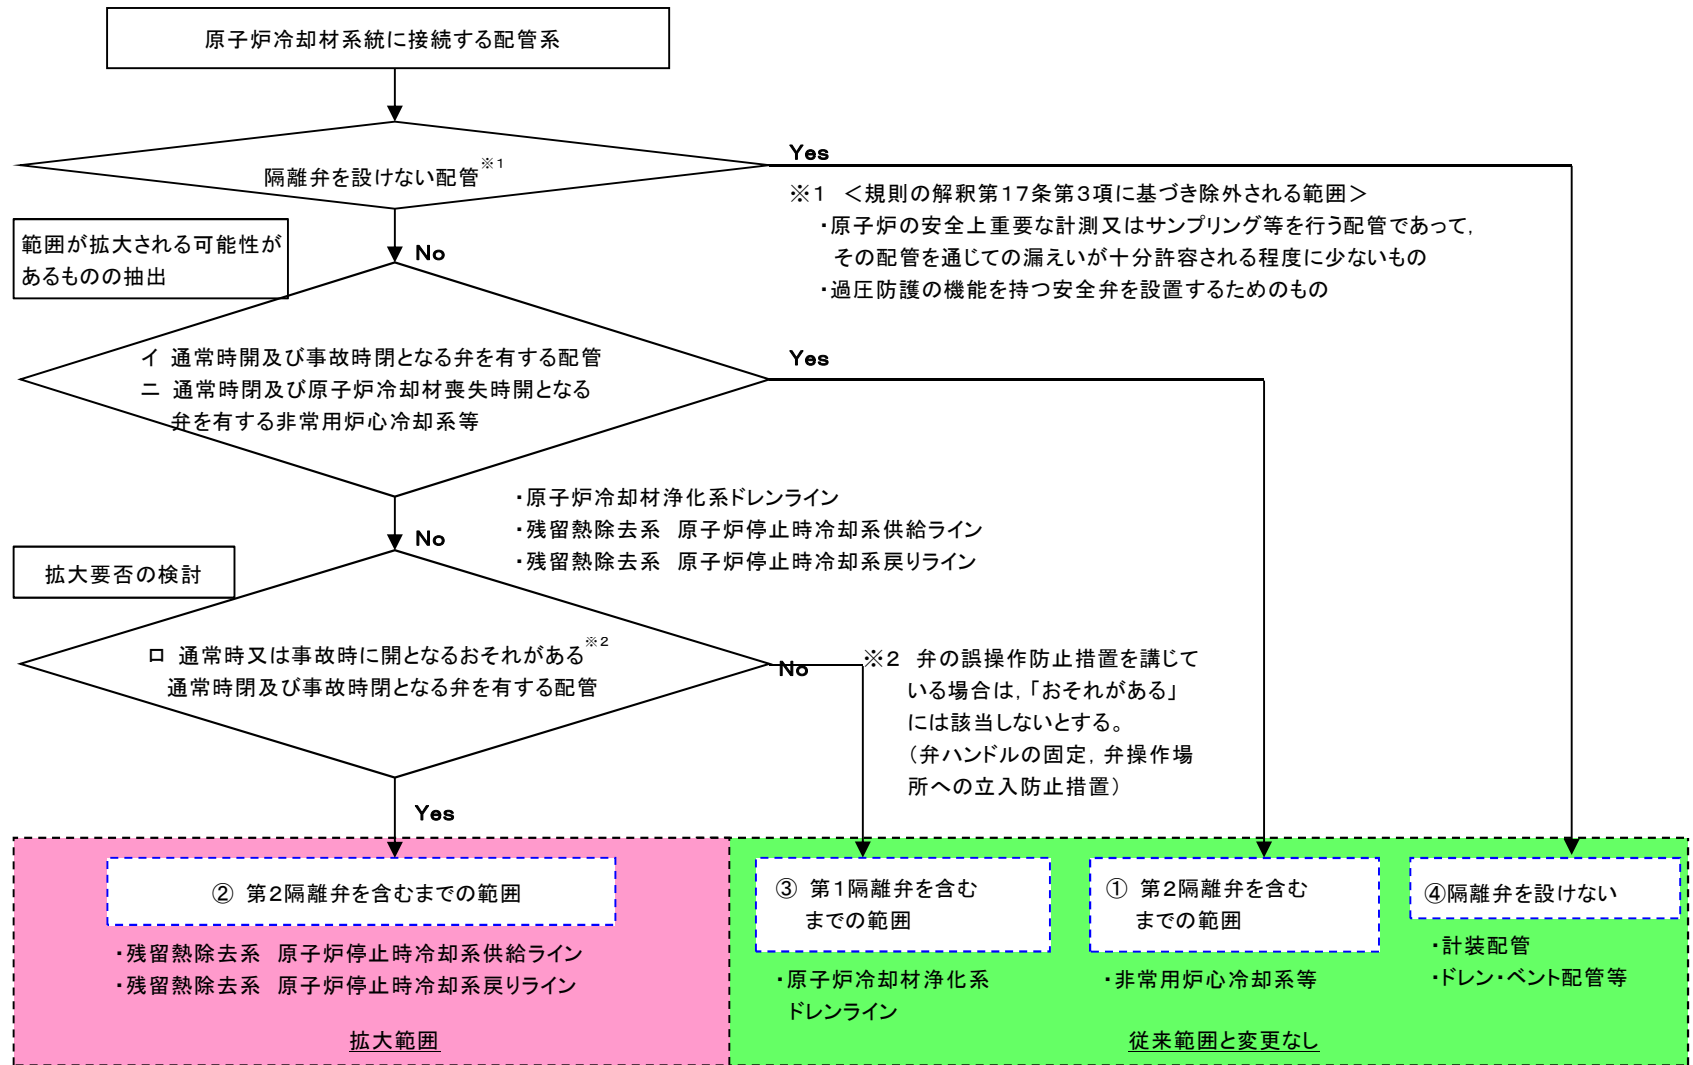 原子炉冷却材系統に接続する配管系
隔離弁を設けない配管※1
Yes
※1 <規則の解釈第17条第3項に基づき除外される範囲>
・原子炉の安全上重要な計測又はサンプリング等を行う配管であって,
その配管を通じての漏えいが十分許容される程度に少ないもの
・過圧防護の機能を持つ安全弁を設置するためのもの
範囲が拡大される可能性が
あるものの抽出
No
イ 通常時開及び事故時閉となる弁を有する配管
ニ 通常時閉及び原子炉冷却材喪失時開となる
弁を有する非常用炉心冷却系等
Yes
No
・原子炉冷却材浄化系ドレンライン
・残留熱除去系 原子炉停止時冷却系供給ライン
・残留熱除去系 原子炉停止時冷却系戻りライン
拡大要否の検討
ロ 通常時又は事故時に開となるおそれがある※2
通常時閉及び事故時閉となる弁を有する配管
No
※2 弁の誤操作防止措置を講じて
いる場合は,「おそれがある」
には該当しないとする。
(弁ハンドルの固定,弁操作場
所への立入防止措置)
Yes
② 第2隔離弁を含むまでの範囲
・残留熱除去系 原子炉停止時冷却系供給ライン
・残留熱除去系 原子炉停止時冷却系戻りライン
拡大範囲
③ 第1隔離弁を含む
までの範囲
・原子炉冷却材浄化系
ドレンライン
① 第2隔離弁を含む
までの範囲
・非常用炉心冷却系等
④隔離弁を設けない
・計装配管
・ドレン・ベント配管等
従来範囲と変更なし